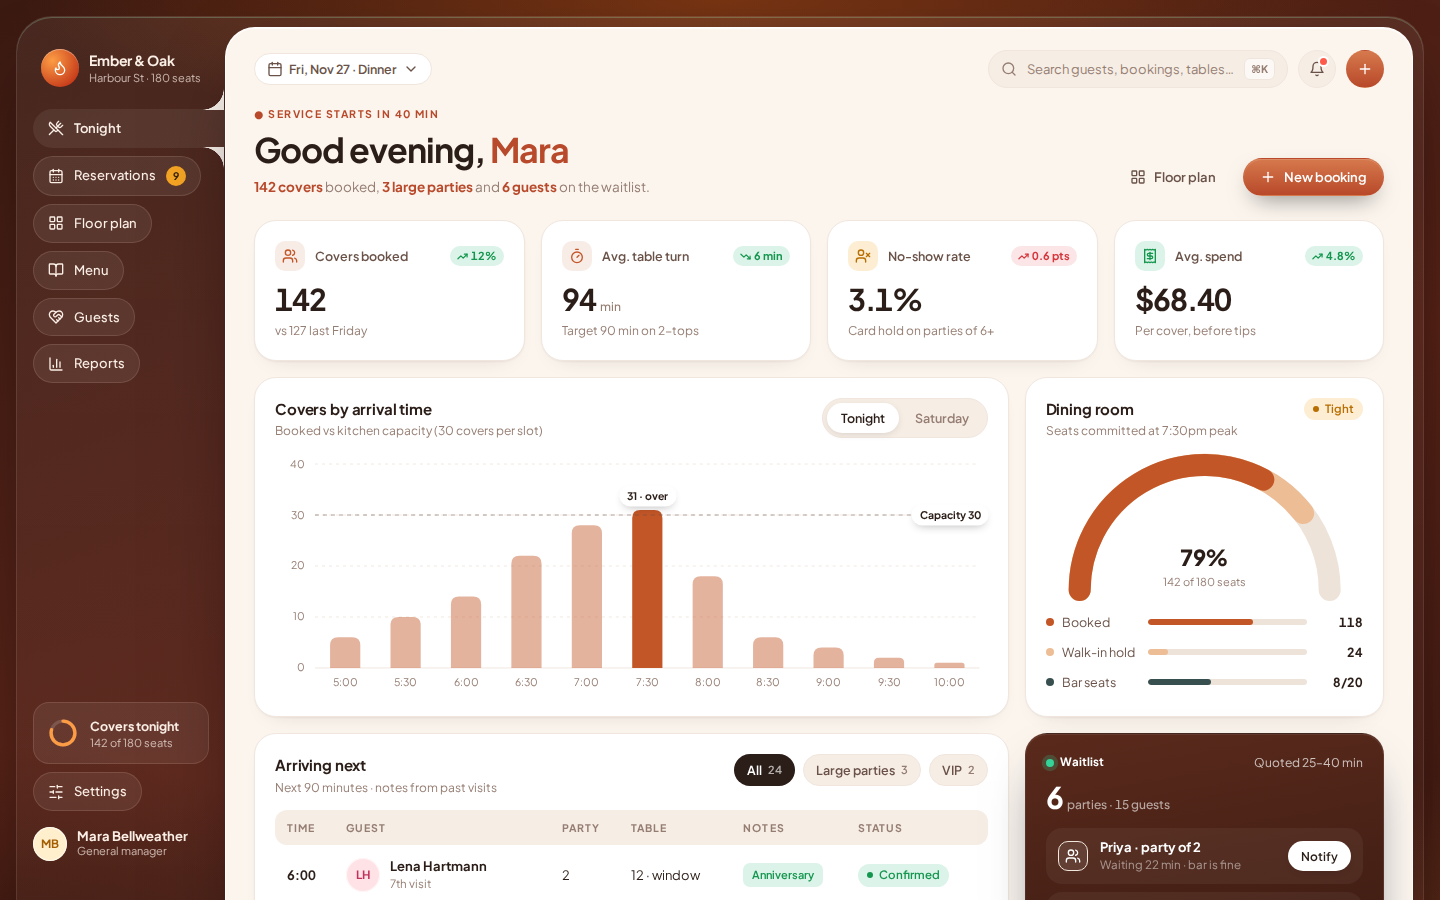 Ember & Oak
Harbour St · 180 seats
Tonight
Reservations 9
Floor plan
Menu
Guests
Reports
Covers tonight
142 of 180 seats
Settings
MB
Mara Bellweather
General manager
Fri, Nov 27 · Dinner
Search guests, bookings, tables... ⌘K
SERVICE STARTS IN 40 MIN
Good evening, Mara
142 covers booked, 3 large parties and 6 guests on the waitlist.
Floor plan
New booking
Covers booked 12%
142
vs 127 last Friday
Avg. table turn 6 min
94 min
Target 90 min on 2-tops
No-show rate 0.6 pts
3.1%
Card hold on parties of 6+
Avg. spend 4.8%
$68.40
Per cover, before tips
Covers by arrival time
Booked vs kitchen capacity (30 covers per slot)
Tonight Saturday
40
30
20
10
0
31 · over
Capacity 30
5:00 5:30 6:00 6:30 7:00 7:30 8:00 8:30 9:00 9:30 10:00
Dining room
Tight
Seats committed at 7:30pm peak
79%
142 of 180 seats
Booked 118
Walk-in hold 24
Bar seats 8/20
Arriving next
Next 90 minutes · notes from past visits
All 24 Large parties 3 VIP 2
TIME GUEST PARTY TABLE NOTES STATUS
6:00 LH Lena Hartmann 2 12 · window Anniversary Confirmed
7th visit
Waitlist Quoted 25–40 min
6 parties · 15 guests
Priya · party of 2
Waiting 22 min · bar is fine
Notify